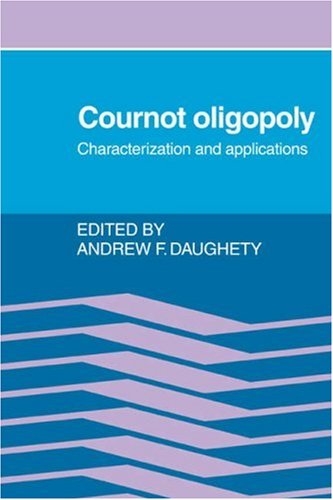 Cournot oligopoly
Characterization and applications
EDITED BY
ANDREW F. DAUGHETY